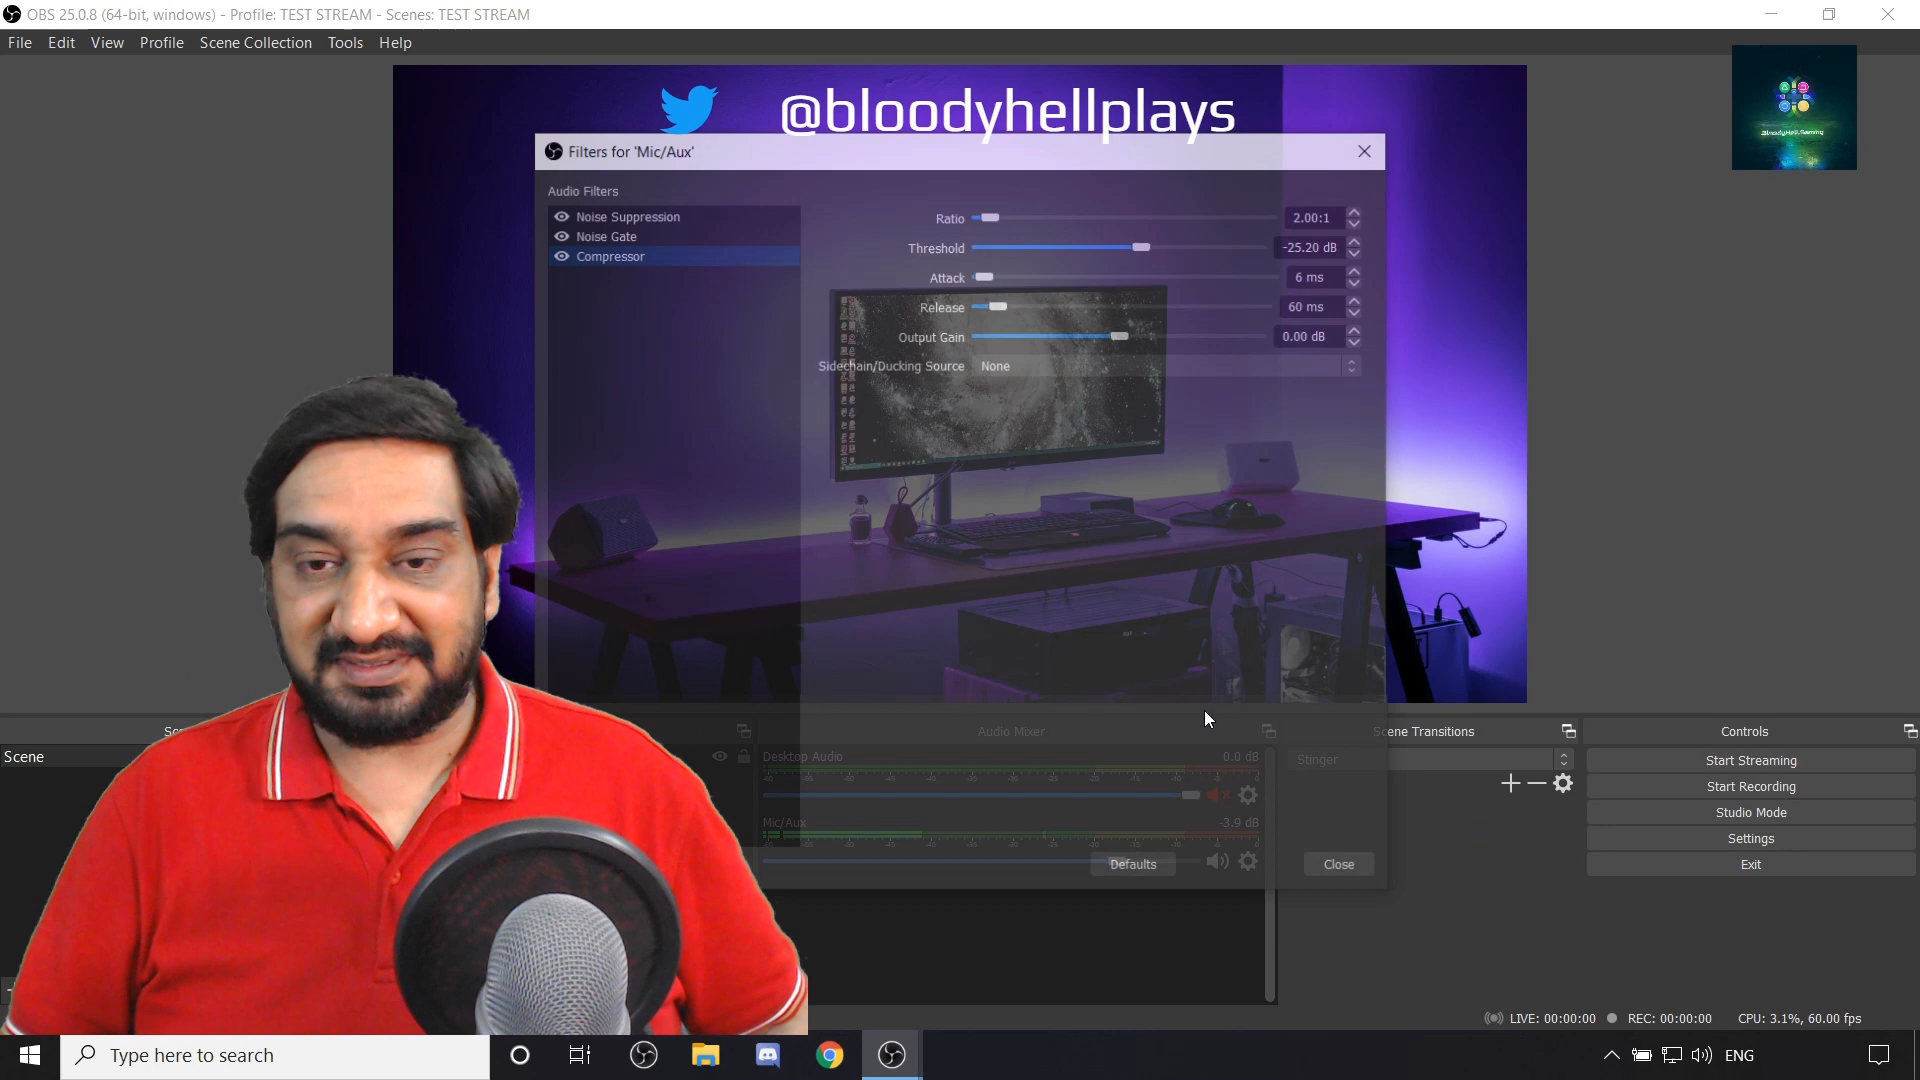 OBS 25.0.8 (64-bit, windows) - Profile: TEST STREAM - Scenes: TEST STREAM
File Edit View Profile Scene Collection Tools Help
@bloodyhellplays
BloodyHellGaming
Filters for 'Mic/Aux'
Audio Filters
Noise Suppression
Noise Gate
Compressor
Ratio 2.00:1
Threshold -25.20 dB
Attack 6 ms
Release 60 ms
Output Gain 0.00 dB
Sidechain/Ducking Source None
Audio Mixer
Scene Transitions
Controls
Scene
Desktop Audio 0.0 dB
Stinger
Mic/Aux -3.9 dB
Defaults
Close
Start Streaming
Start Recording
Studio Mode
Settings
Exit
LIVE: 00:00:00 REC: 00:00:00 CPU: 3.1%, 60.00 fps
Type here to search
ENG